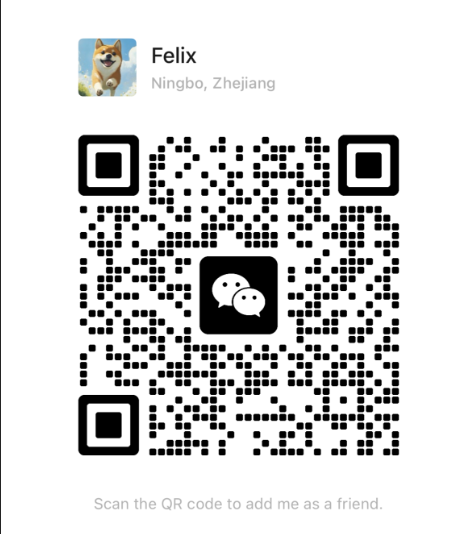 Felix
Ningbo, Zhejiang
Scan the QR code to add me as a friend.